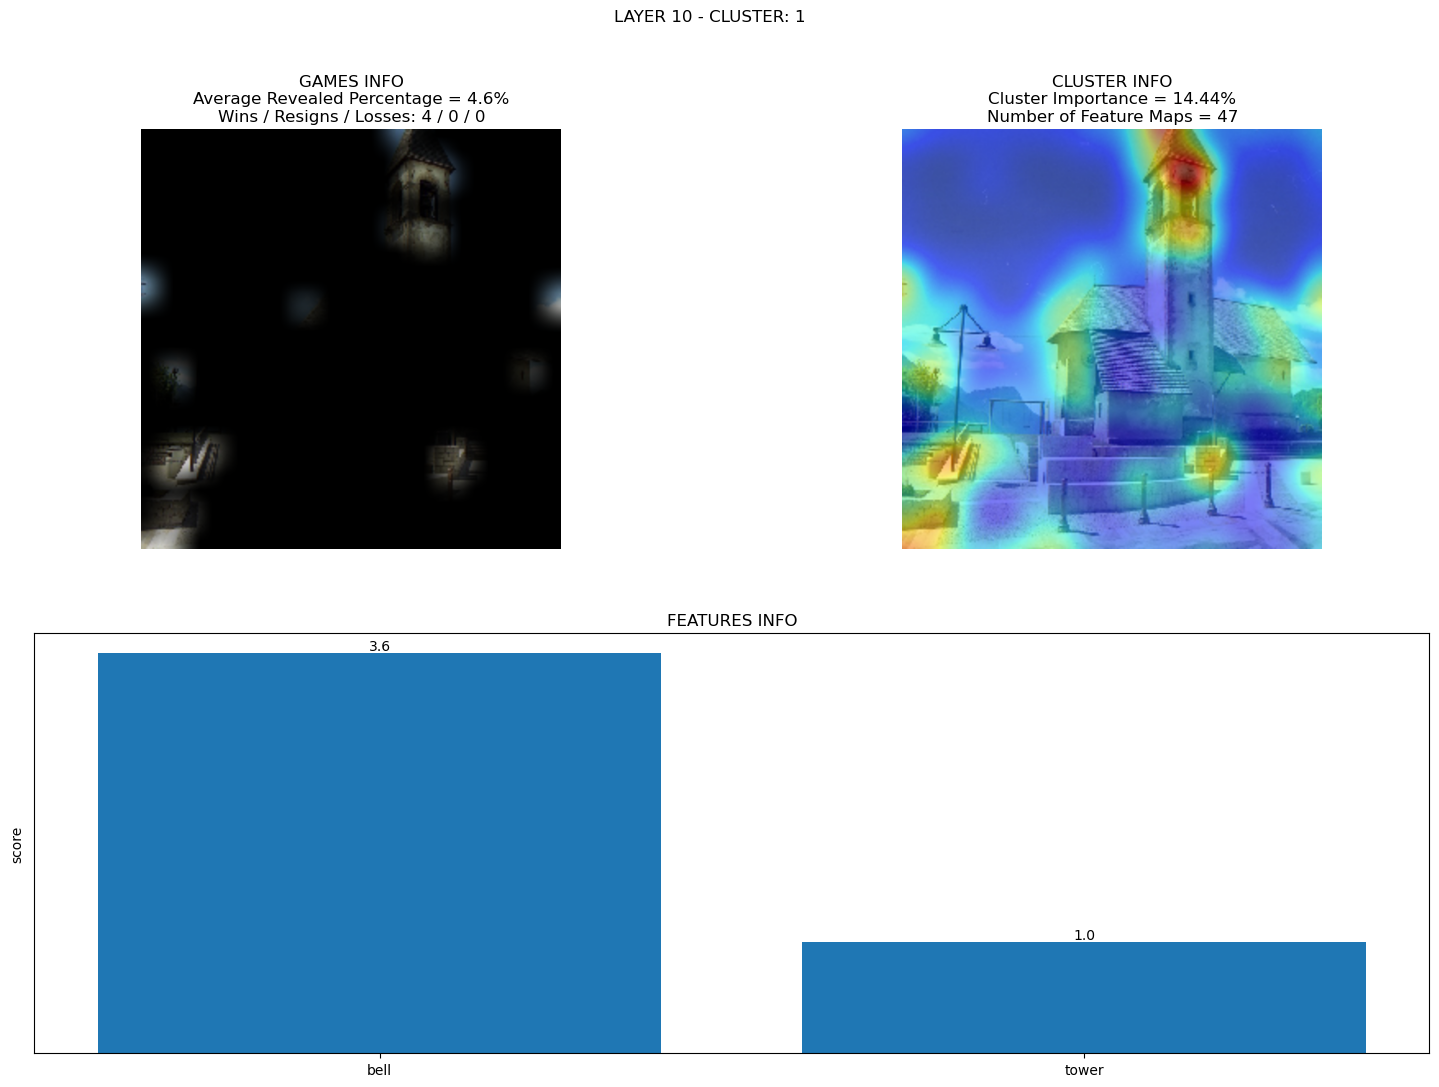 LAYER 10 - CLUSTER: 1
GAMES INFO
Average Revealed Percentage = 4.6%
Wins / Resigns / Losses: 4 / 0 / 0
CLUSTER INFO
Cluster Importance = 14.44%
Number of Feature Maps = 47
FEATURES INFO
score
3.6
1.0
bell
tower